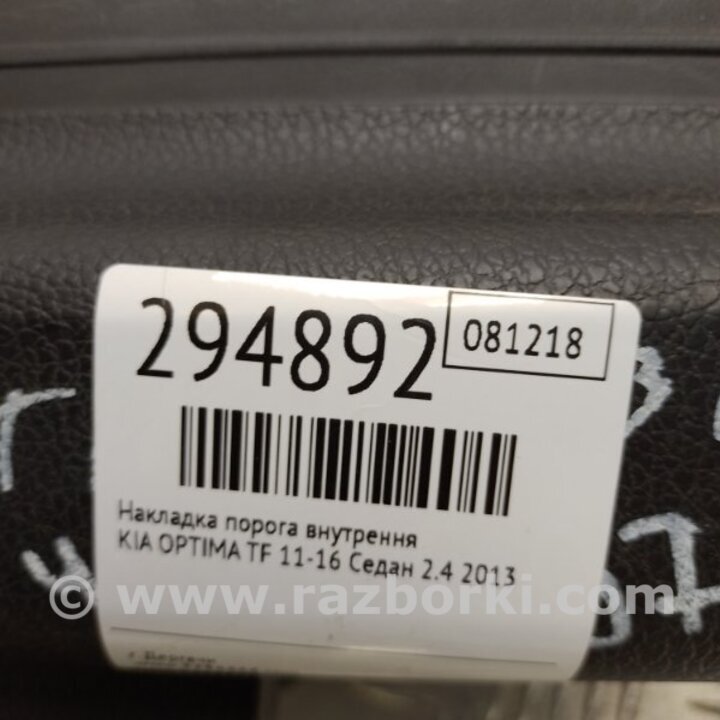 294892
081218
Накладка порога внутрення
KIA OPTIMA TF 11-16 Седан 2.4 2013
© www.razborki.com